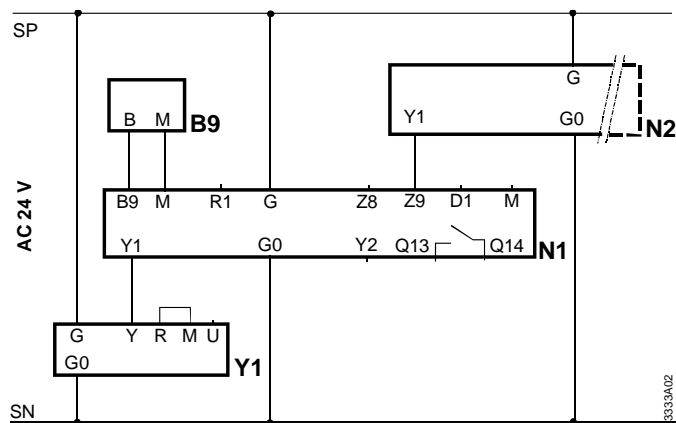 SP
G
B M B9
Y1 G0 N2
AC 24 V
B9 M R1 G Z8 Z9 D1 M
Y1 G0 Y2 Q13 Q14 N1
G Y R M U
G0 Y1
SN
3333A02